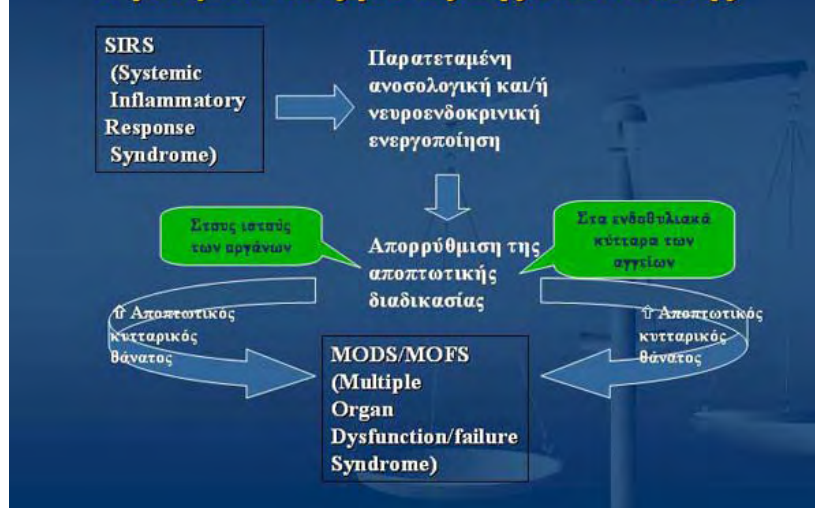 SIRS
(Systemic
Inflammatory
Response
Syndrome)
Παρατεταμένη
ανοσολογική και/ή
νευροενδοκρινική
ενεργοποίηση
Στους ιστούς
των οργάνων
Στα ενδοθυλιακά
κύτταρα των
αγγείων
Απορρύθμιση της
αποπτωτικής
διαδικασίας
⇧ Αποπτωτικός
κυτταρικός
θάνατος
⇧ Αποπτωτικός
κυτταρικός
θάνατος
MODS/MOFS
(Multiple
Organ
Dysfunction/failure
Syndrome)